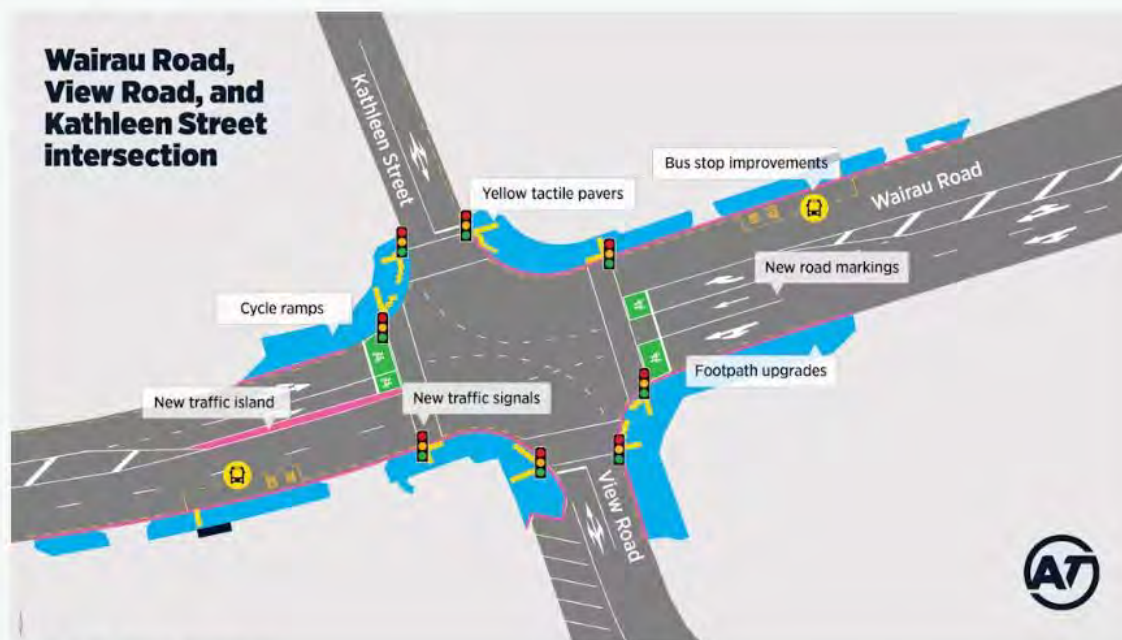 Wairau Road,
View Road, and
Kathleen Street
intersection
Kathleen Street
Yellow tactile pavers
Bus stop improvements
Wairau Road
New road markings
Cycle ramps
Footpath upgrades
New traffic island
New traffic signals
View Road
AT